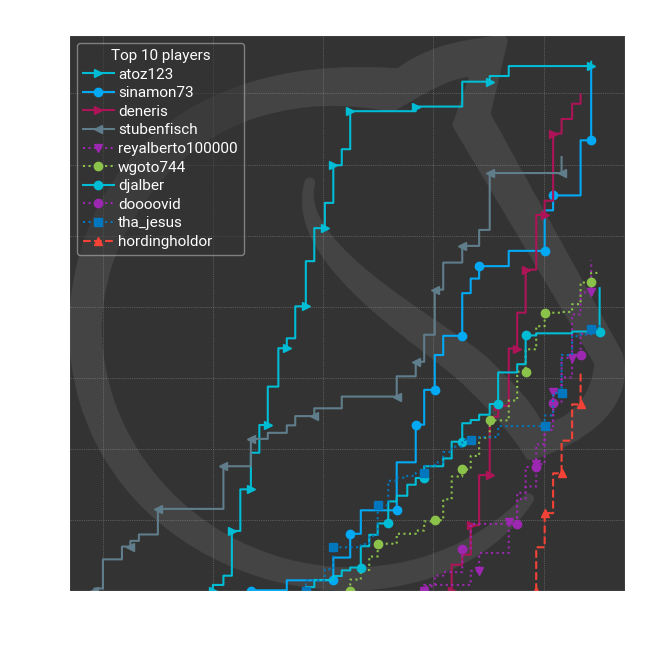 Top 10 players
atoz123
sinamon73
deneris
stubenfisch
reyalberto100000
wgoto744
djalber
doooovid
tha_jesus
hordingholdor